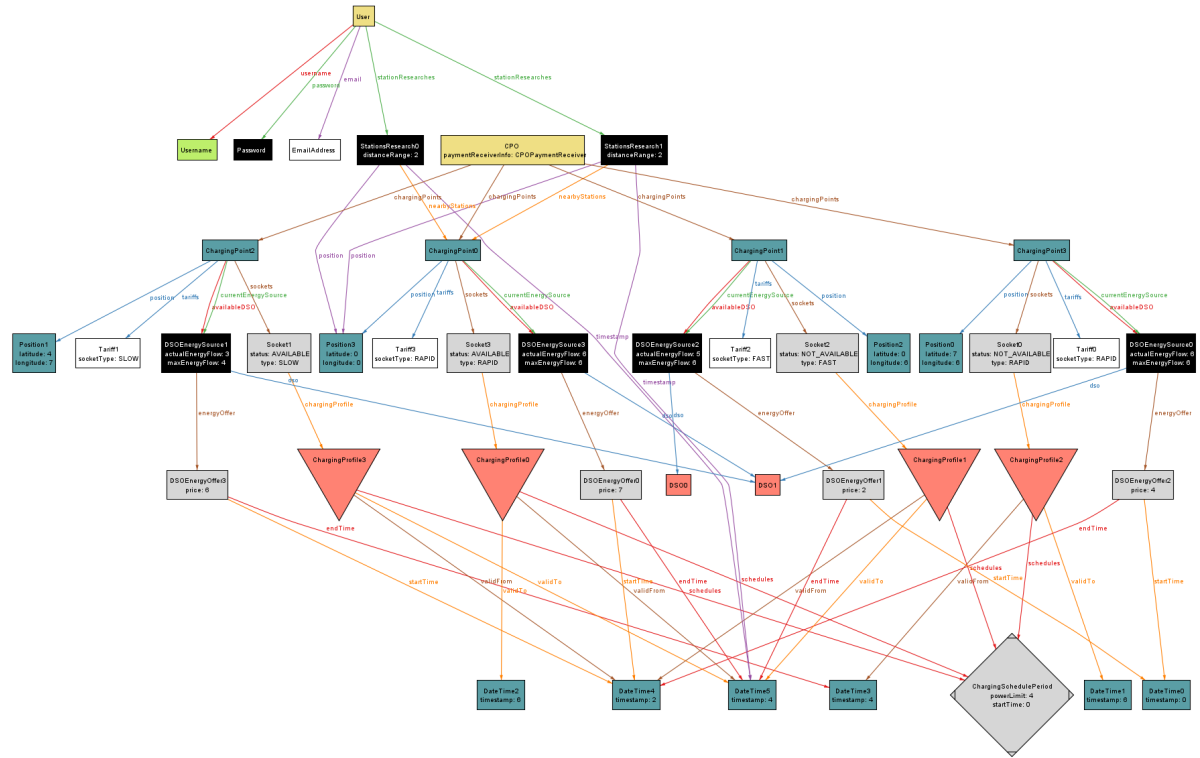 User
username
password
email
stationResearches
stationResearches
Username
Password
EmailAddress
StationsResearch0
distanceRange: 2
CPO
paymentReceiverInfo: CPOPaymentReceiver
StationsResearch1
distanceRange: 2
chargingPoints
nearbyStations
chargingPoints
nearbyStations
chargingPoints
chargingPoints
ChargingPoint2
ChargingPoint0
ChargingPoint1
ChargingPoint3
position
position
position
tariffs
currentEnergySource
availableDSO
sockets
position
tariffs
sockets
currentEnergySource
availableDSO
tariffs
currentEnergySource
availableDSO
sockets
position
position
sockets
tariffs
currentEnergySource
availableDSO
timestamp
Position1
latitude: 4
longitude: 7
Tariff1
socketType: SLOW
DSOEnergySource1
actualEnergyFlow: 3
maxEnergyFlow: 4
Socket1
status: AVAILABLE
type: SLOW
Position3
latitude: 0
longitude: 0
Tariff3
socketType: RAPID
Socket3
status: AVAILABLE
type: RAPID
DSOEnergySource3
actualEnergyFlow: 6
maxEnergyFlow: 6
DSOEnergySource2
actualEnergyFlow: 5
maxEnergyFlow: 6
Tariff2
socketType: FAST
Socket2
status: NOT_AVAILABLE
type: FAST
Position2
latitude: 0
longitude: 6
Position0
latitude: 7
longitude: 6
Socket0
status: NOT_AVAILABLE
type: RAPID
Tariff0
socketType: RAPID
DSOEnergySource0
actualEnergyFlow: 6
maxEnergyFlow: 6
dso
timestamp
dso
energyOffer
chargingProfile
chargingProfile
energyOffer
dso
dso
energyOffer
chargingProfile
chargingProfile
energyOffer
ChargingProfile3
ChargingProfile0
ChargingProfile1
ChargingProfile2
DSOEnergyOffer3
price: 6
DSOEnergyOffer0
price: 7
DSO0
DSO1
DSOEnergyOffer1
price: 2
DSOEnergyOffer2
price: 4
endTime
endTime
startTime
validFrom
validTo
validTo
startTime
validFrom
endTime
schedules
schedules
endTime
validFrom
validTo
schedules
validFrom
startTime
schedules
validTo
startTime
DateTime2
timestamp: 6
DateTime4
timestamp: 2
DateTime5
timestamp: 4
DateTime3
timestamp: 4
ChargingSchedulePeriod
powerLimit: 4
startTime: 0
DateTime1
timestamp: 6
DateTime0
timestamp: 0